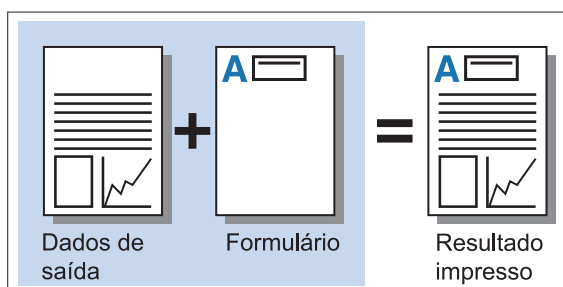 A
A
Dados de
saída
Formulário
Resultado
impresso